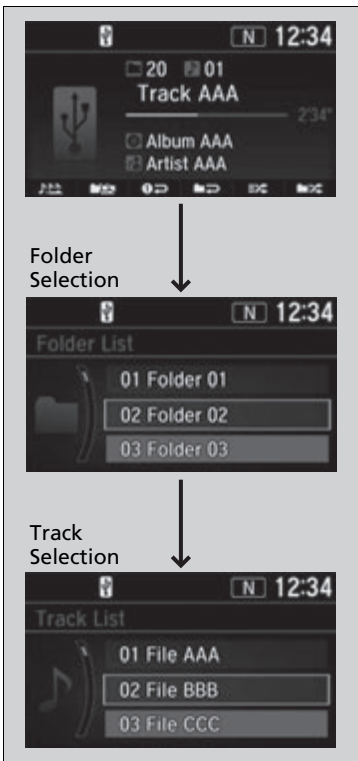 N 12:34
20 01
Track AAA
2'34"
Album AAA
Artist AAA
Folder
Selection
N 12:34
Folder List
01 Folder 01
02 Folder 02
03 Folder 03
Track
Selection
N 12:34
Track List
01 File AAA
02 File BBB
03 File CCC